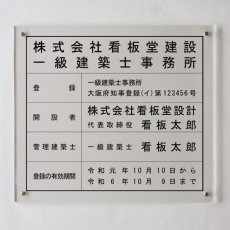 株式会社看板堂建設
一級建築士事務所
登録 一級建築士事務所
大阪府知事登録(イ)第123456号
開設者 株式会社看板堂設計
代表取締役 看板太郎
管理建築士 一級建築士 看板太郎
登録の有効期間 令和元年10月10日から
令和6年10月9日まで